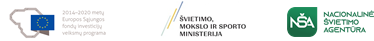 2014–2020 metų
Europos Sąjungos
fondų investicijų
veiksmų programa
ŠVIETIMO,
MOKSLO IR SPORTO
MINISTERIJA
NŠA
NACIONALINĖ
ŠVIETIMO
AGENTŪRA